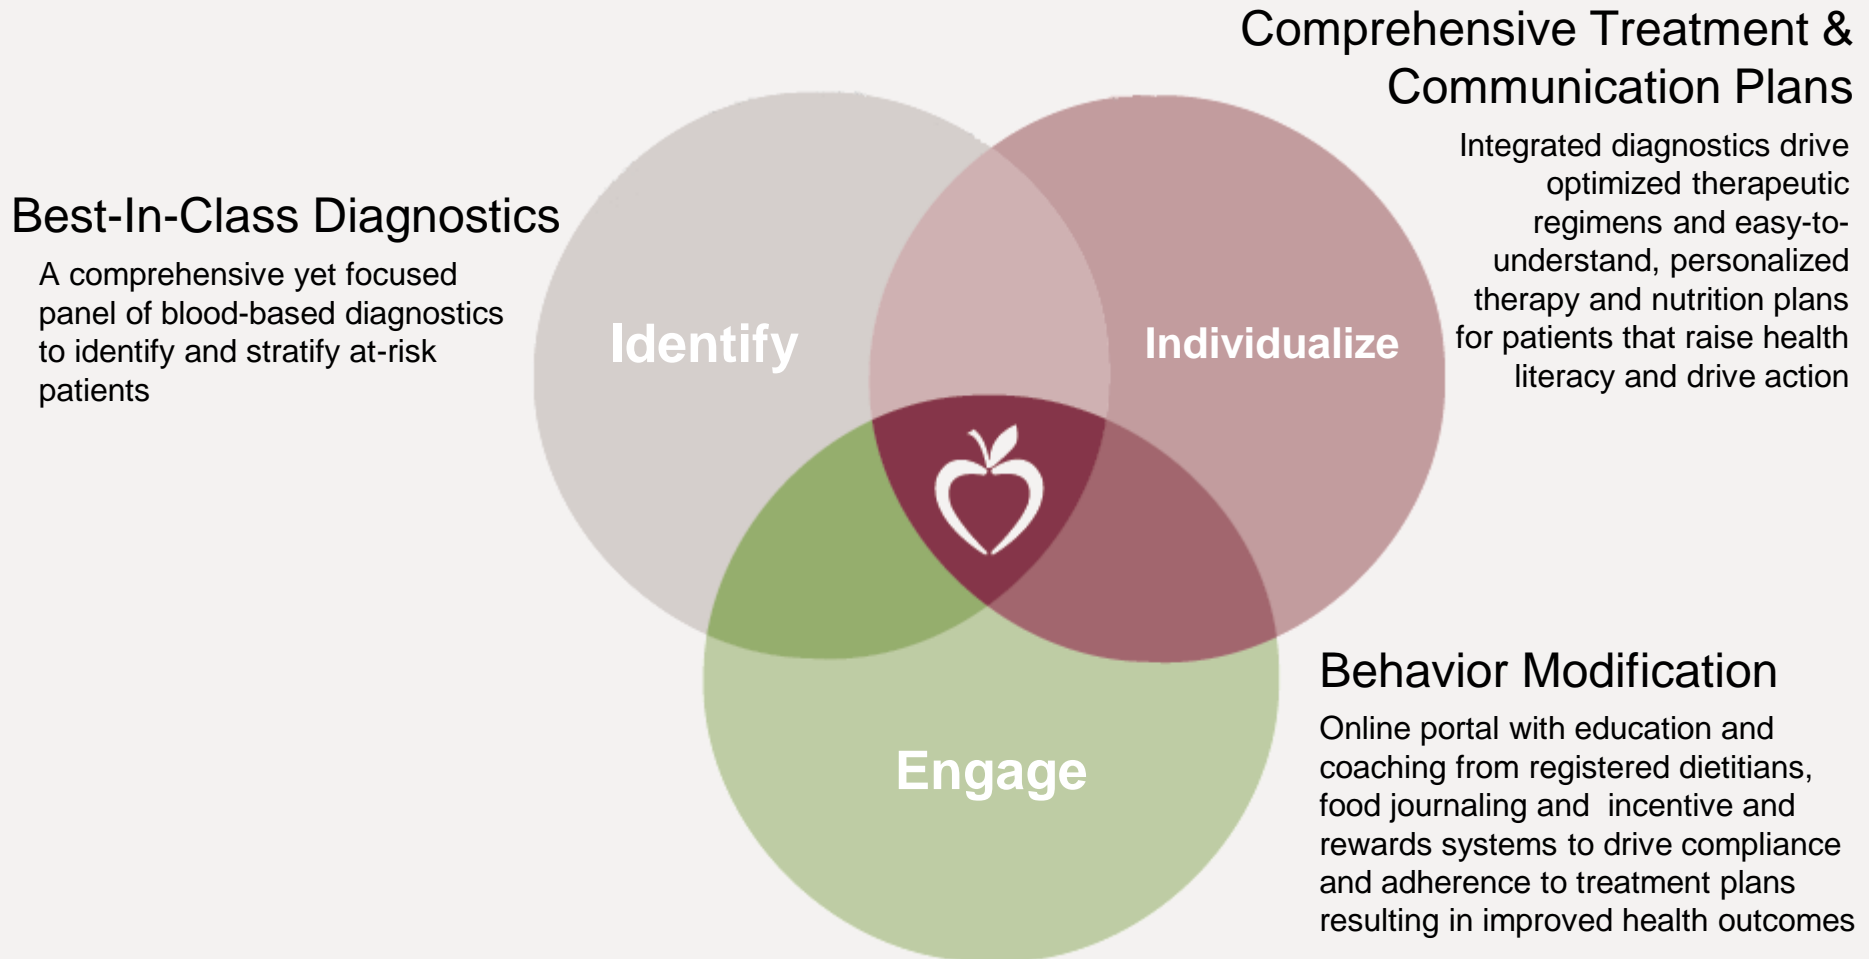 Comprehensive Treatment &
Communication Plans
Integrated diagnostics drive
optimized therapeutic
regimens and easy-to-
understand, personalized
therapy and nutrition plans
for patients that raise health
literacy and drive action
Best-In-Class Diagnostics
A comprehensive yet focused
panel of blood-based diagnostics
to identify and stratify at-risk
patients
Identify
Individualize
Engage
Behavior Modification
Online portal with education and
coaching from registered dietitians,
food journaling and  incentive and
rewards systems to drive compliance
and adherence to treatment plans
resulting in improved health outcomes